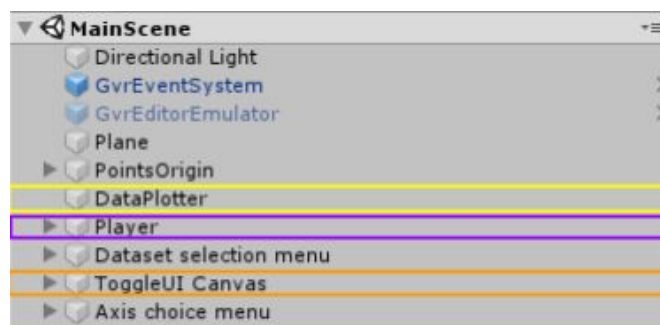 MainScene
Directional Light
GvrEventSystem
GvrEditorEmulator
Plane
PointsOrigin
DataPlotter
Player
Dataset selection menu
ToggleUI Canvas
Axis choice menu